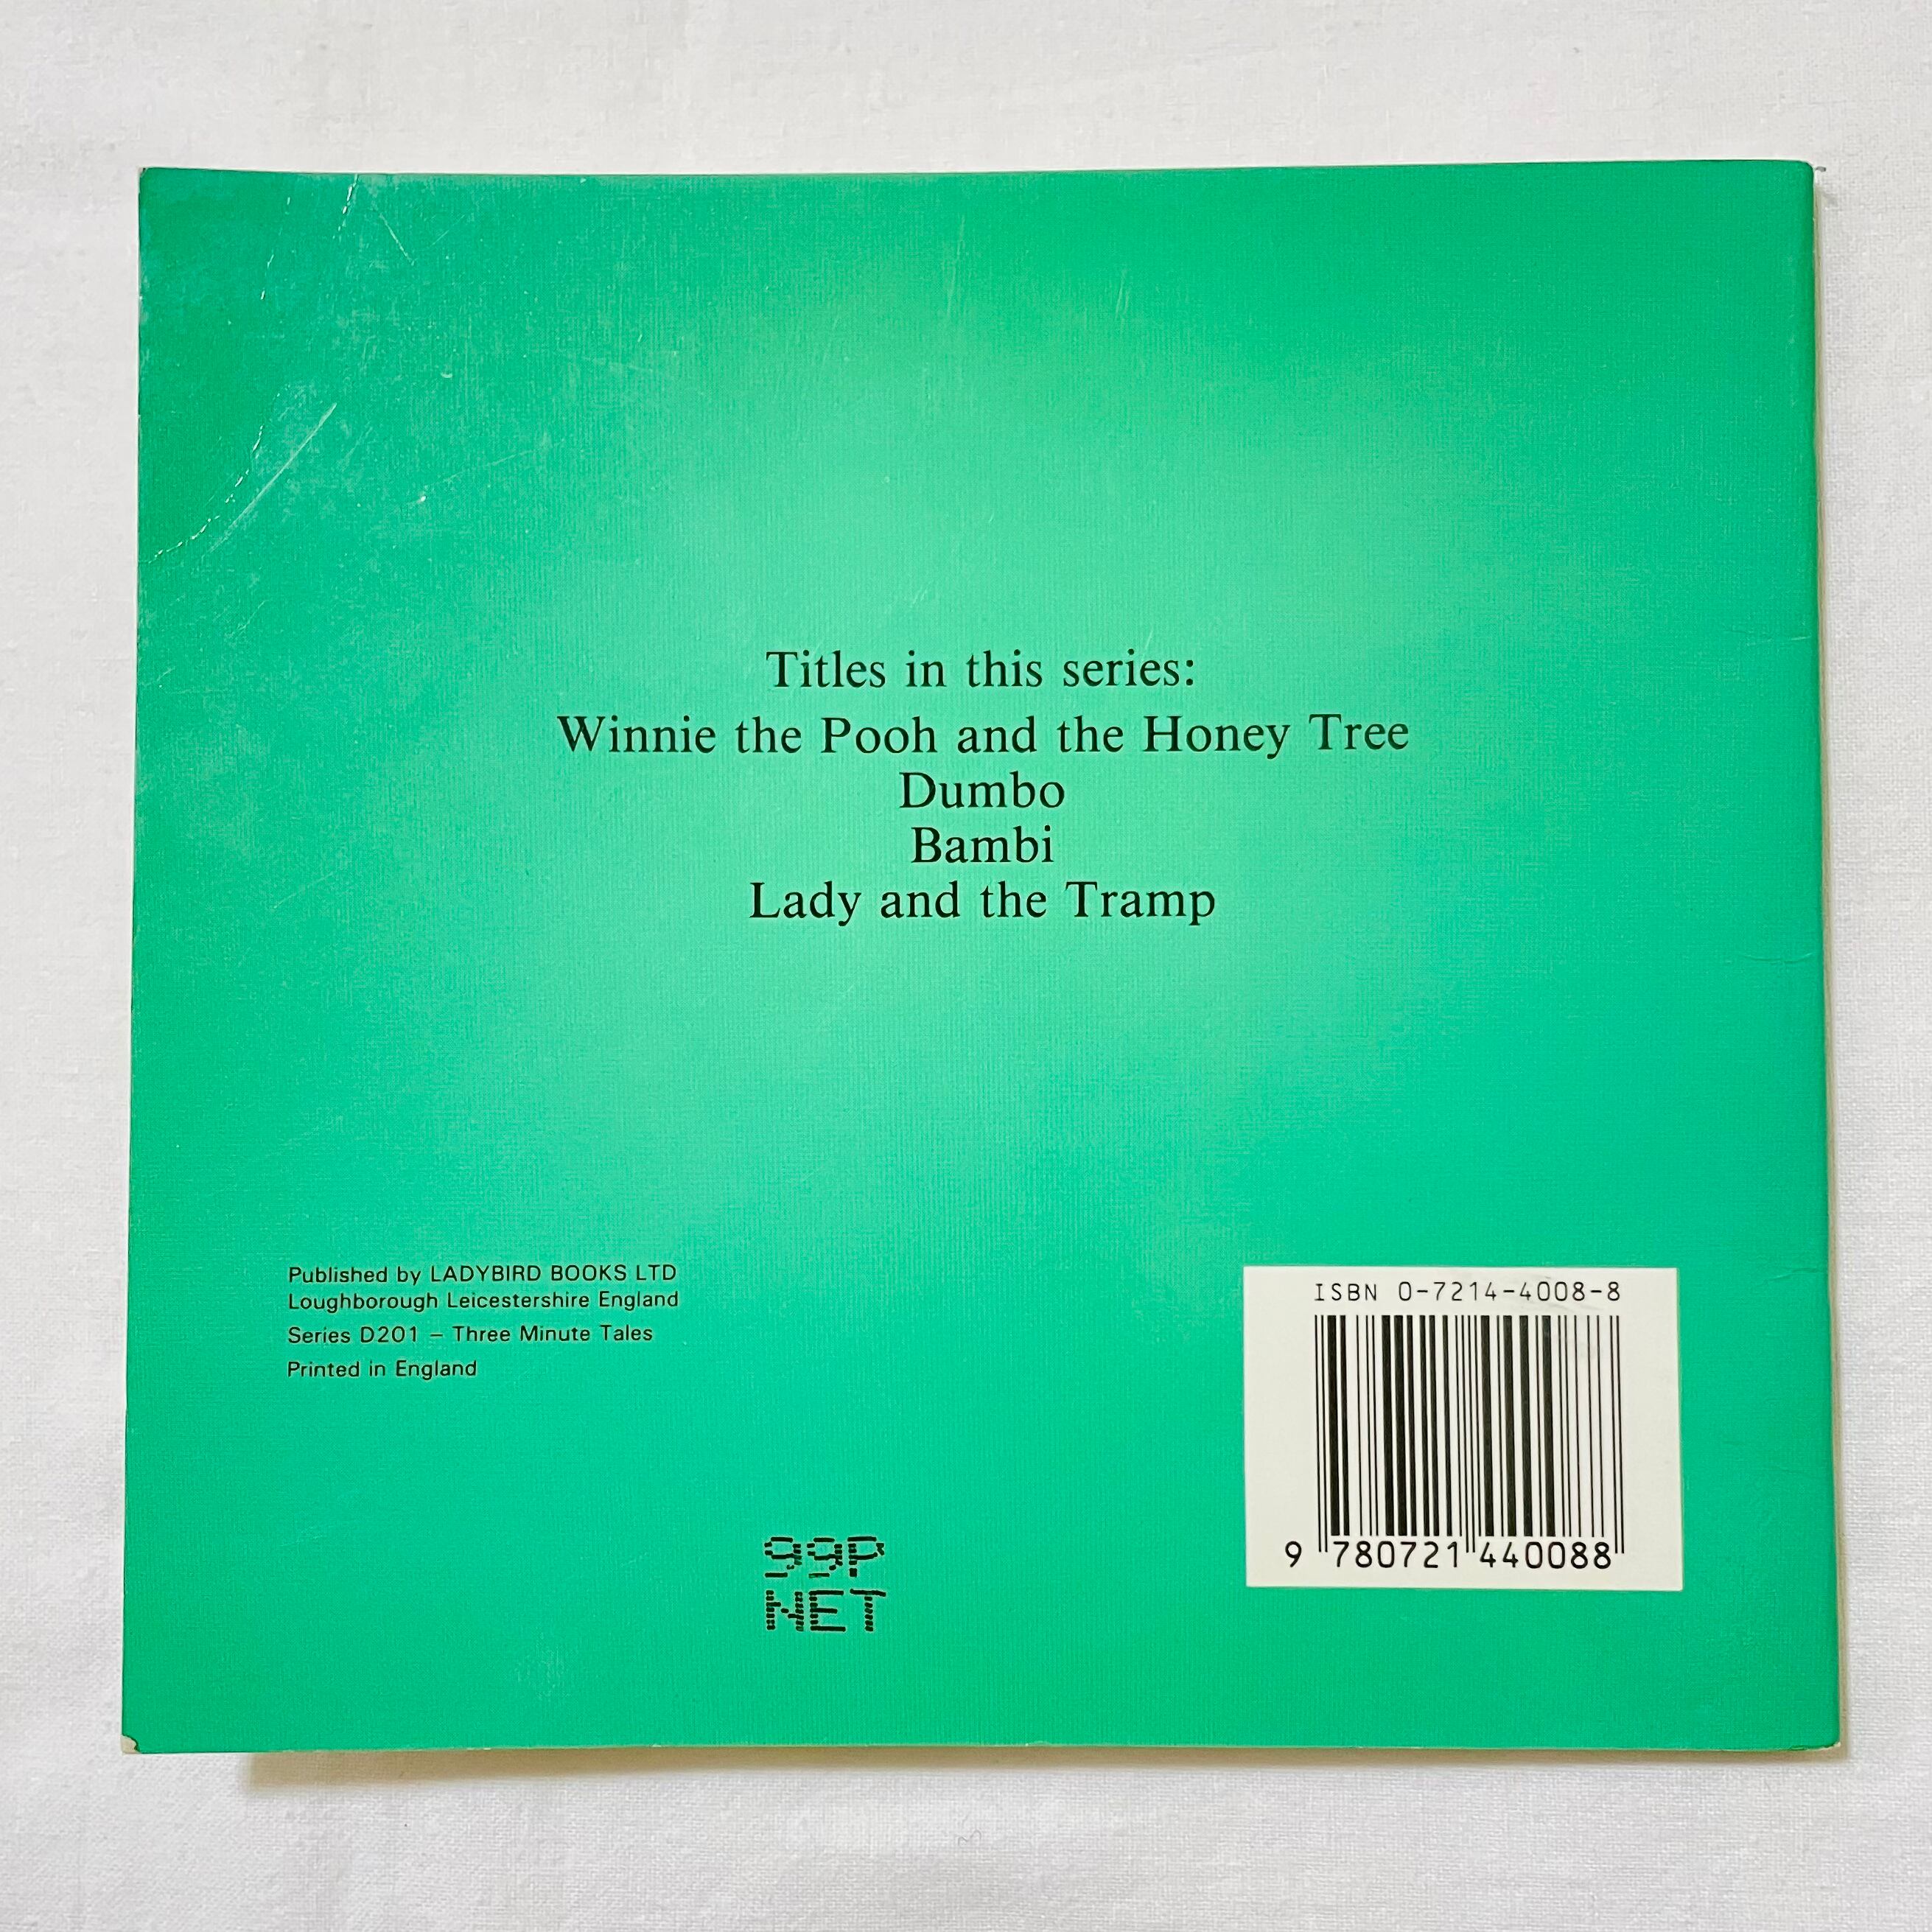 Titles in this series:
Winnie the Pooh and the Honey Tree
Dumbo
Bambi
Lady and the Tramp
Published by LADYBIRD BOOKS LTD
Loughborough Leicestershire England
Series D201 – Three Minute Tales
Printed in England
99P
NET
ISBN 0-7214-4008-8
9 780721 440088